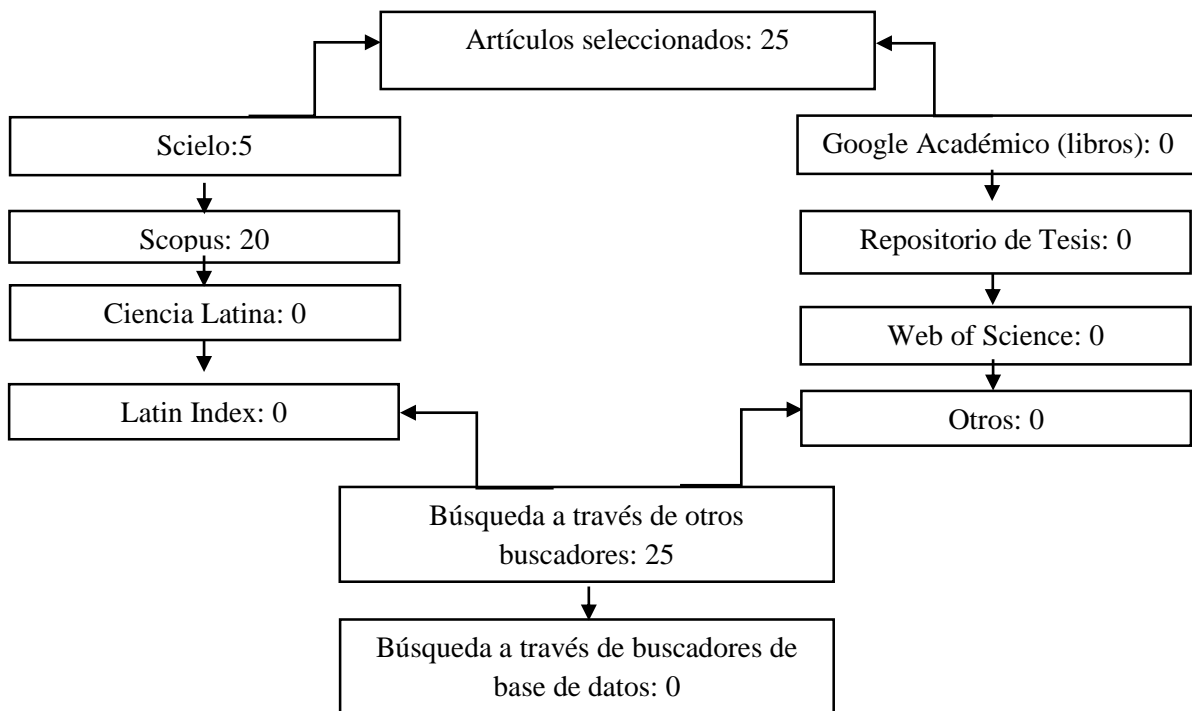 Artículos seleccionados: 25
Scielo:5
Google Académico (libros): 0
Scopus: 20
Repositorio de Tesis: 0
Ciencia Latina: 0
Web of Science: 0
Latin Index: 0
Otros: 0
Búsqueda a través de otros
buscadores: 25
Búsqueda a través de buscadores de
base de datos: 0